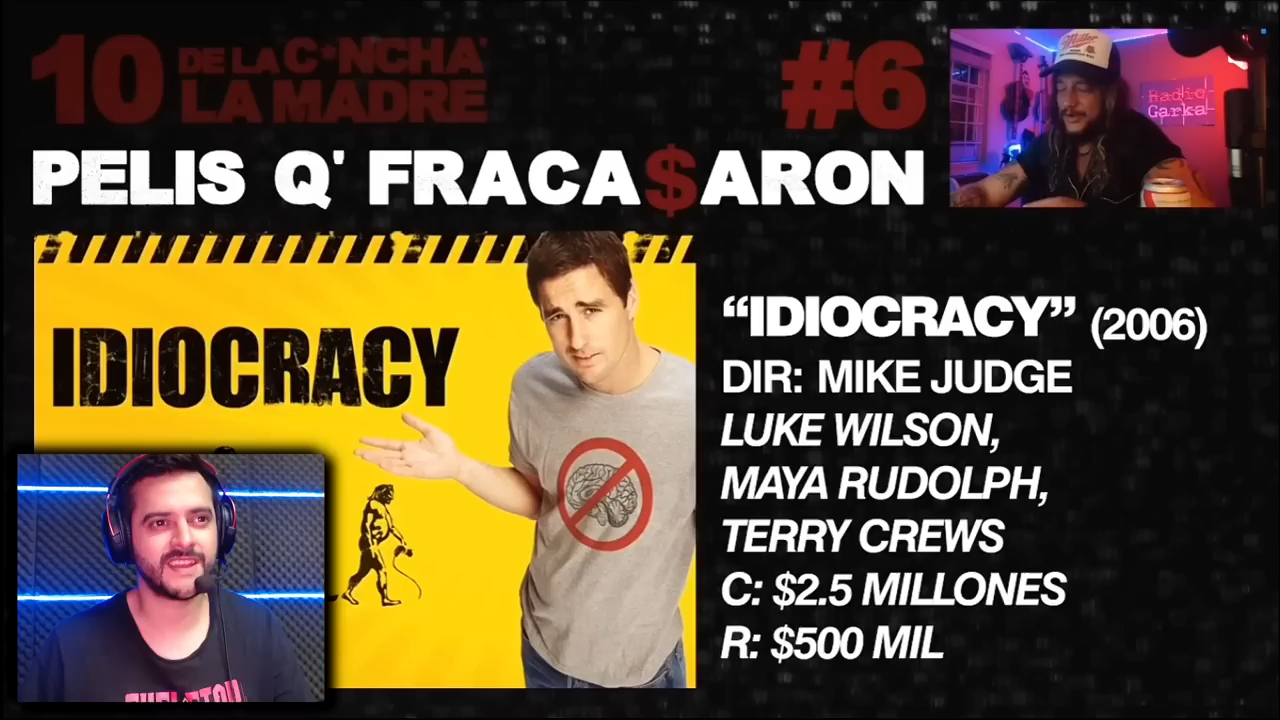 10 DE LA C*NCHA'
LA MADRE
#6
PELIS Q' FRACA$ARON
Miller
Radio
Garka
IDIOCRACY
“IDIOCRACY” (2006)
DIR: MIKE JUDGE
LUKE WILSON,
MAYA RUDOLPH,
TERRY CREWS
C: $2.5 MILLONES
R: $500 MIL